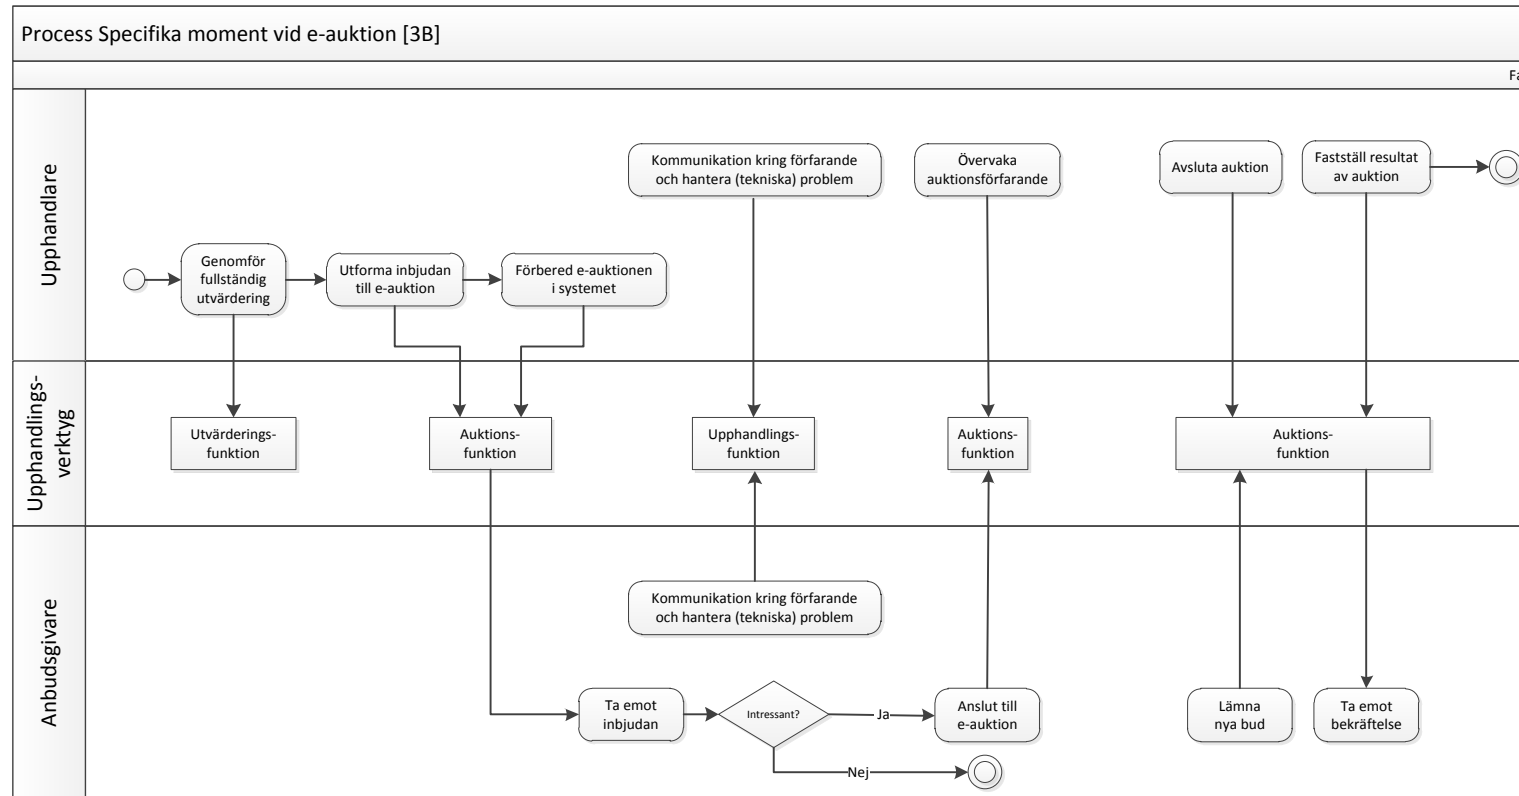 Process Specifika moment vid e-auktion [3B]
Fa
Upphandlare
Kommunikation kring förfarande
och hantera (tekniska) problem
Övervaka
auktionsförfarande
Avsluta auktion
Fastställ resultat
av auktion
Genomför
fullständig
utvärdering
Utforma inbjudan
till e-auktion
Förbered e-auktionen
i systemet
Upphandlings-
verktyg
Utvärderings-
funktion
Auktions-
funktion
Upphandlings-
funktion
Auktions-
funktion
Auktions-
funktion
Anbudsgivare
Kommunikation kring förfarande
och hantera (tekniska) problem
Ta emot
inbjudan
Intressant?
Ja
Anslut till
e-auktion
Lämna
nya bud
Ta emot
bekräftelse
Nej